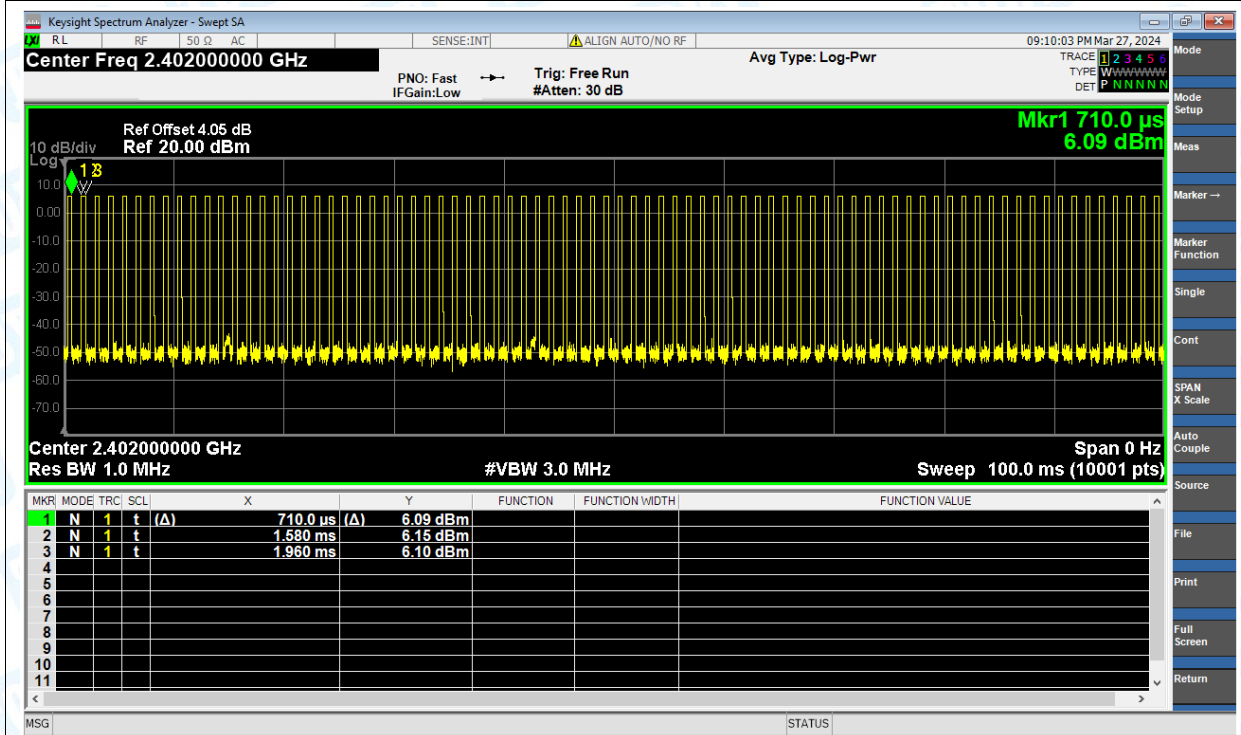 Keysight Spectrum Analyzer - Swept SA
LXI RL RF 50 Ω AC SENSE:INT ALIGN AUTO/NO RF 09:10:03 PM Mar 27, 2024
Center Freq 2.402000000 GHz
PNO: Fast
IFGain:Low
Trig: Free Run
#Atten: 30 dB
Avg Type: Log-Pwr
TRACE 1 2 3 4 5 6
TYPE WWWWWW
DET P N N N N N
Ref Offset 4.05 dB
10 dB/div Ref 20.00 dBm
Log
Mkr1 710.0 µs
6.09 dBm
1
3
10.0
0.00
-10.0
-20.0
-30.0
-40.0
-50.0
-60.0
-70.0
Center 2.402000000 GHz Span 0 Hz
Res BW 1.0 MHz #VBW 3.0 MHz Sweep 100.0 ms (10001 pts)
MKR MODE TRC SCL X Y FUNCTION FUNCTION WIDTH FUNCTION VALUE
1 N 1 t (Δ) 710.0 µs (Δ) 6.09 dBm
2 N 1 t 1.580 ms 6.15 dBm
3 N 1 t 1.960 ms 6.10 dBm
4
5
6
7
8
9
10
11
MSG STATUS
Mode
Mode
Setup
Meas
Marker →
Marker
Function
Single
Cont
SPAN
X Scale
Auto
Couple
Source
File
Print
Full
Screen
Return